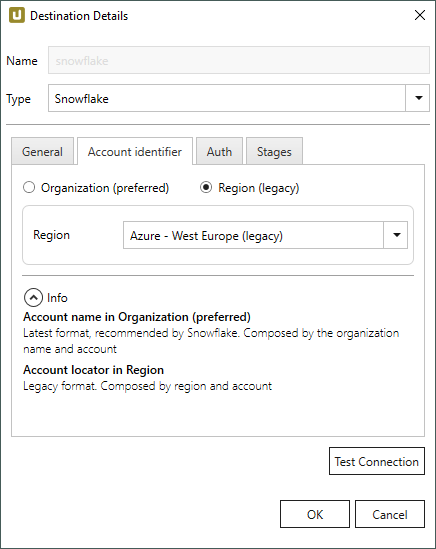 Destination Details
Name
snowflake
Type
Snowflake
General
Account identifier
Auth
Stages
Organization (preferred)
Region (legacy)
Region
Azure - West Europe (legacy)
Info
Account name in Organization (preferred)
Latest format, recommended by Snowflake. Composed by the organization
name and account
Account locator in Region
Legacy format. Composed by region and account
Test Connection
OK
Cancel